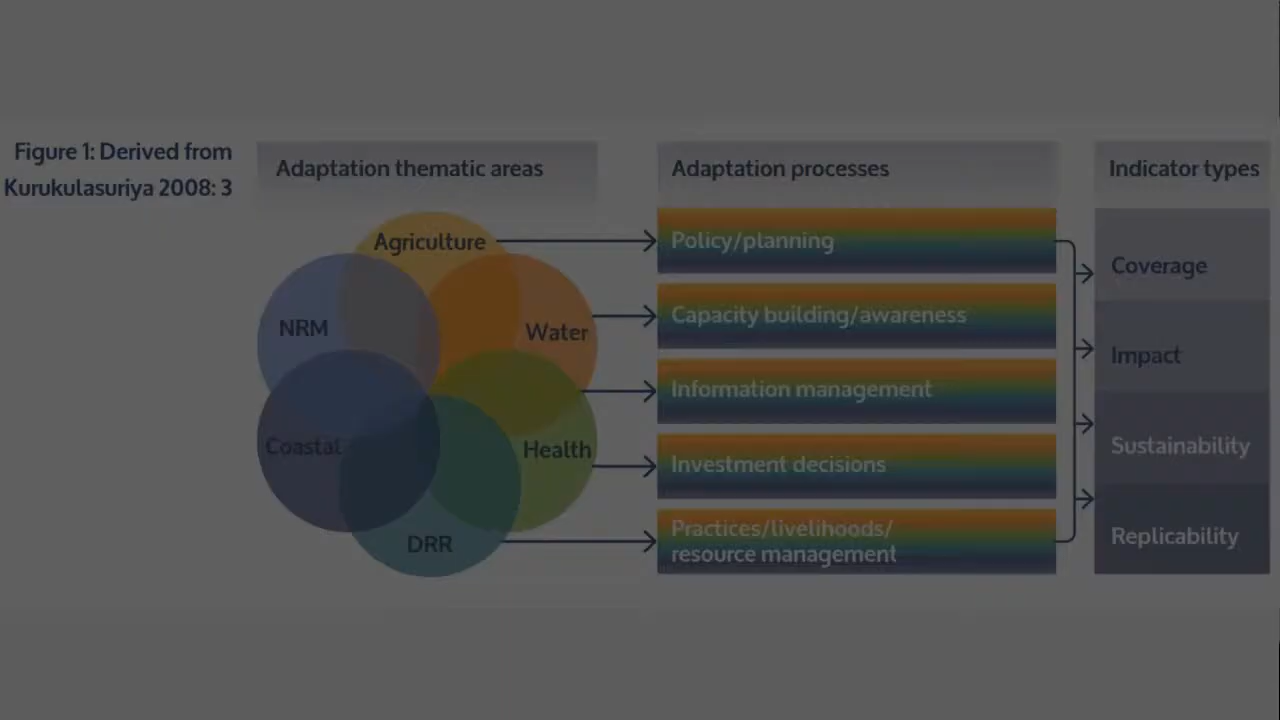 Figure 1: Derived from
Kurukulasuriya 2008: 3
Adaptation thematic areas
Adaptation processes
Indicator types
Agriculture
NRM
Water
Coastal
Health
DRR
Policy/planning
Capacity building/awareness
Information management
Investment decisions
Practices/livelihoods/
resource management
Coverage
Impact
Sustainability
Replicability